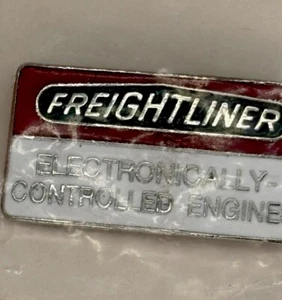 FREIGHTLINER
ELECTRONICALLY-
CONTROLLED ENGINE